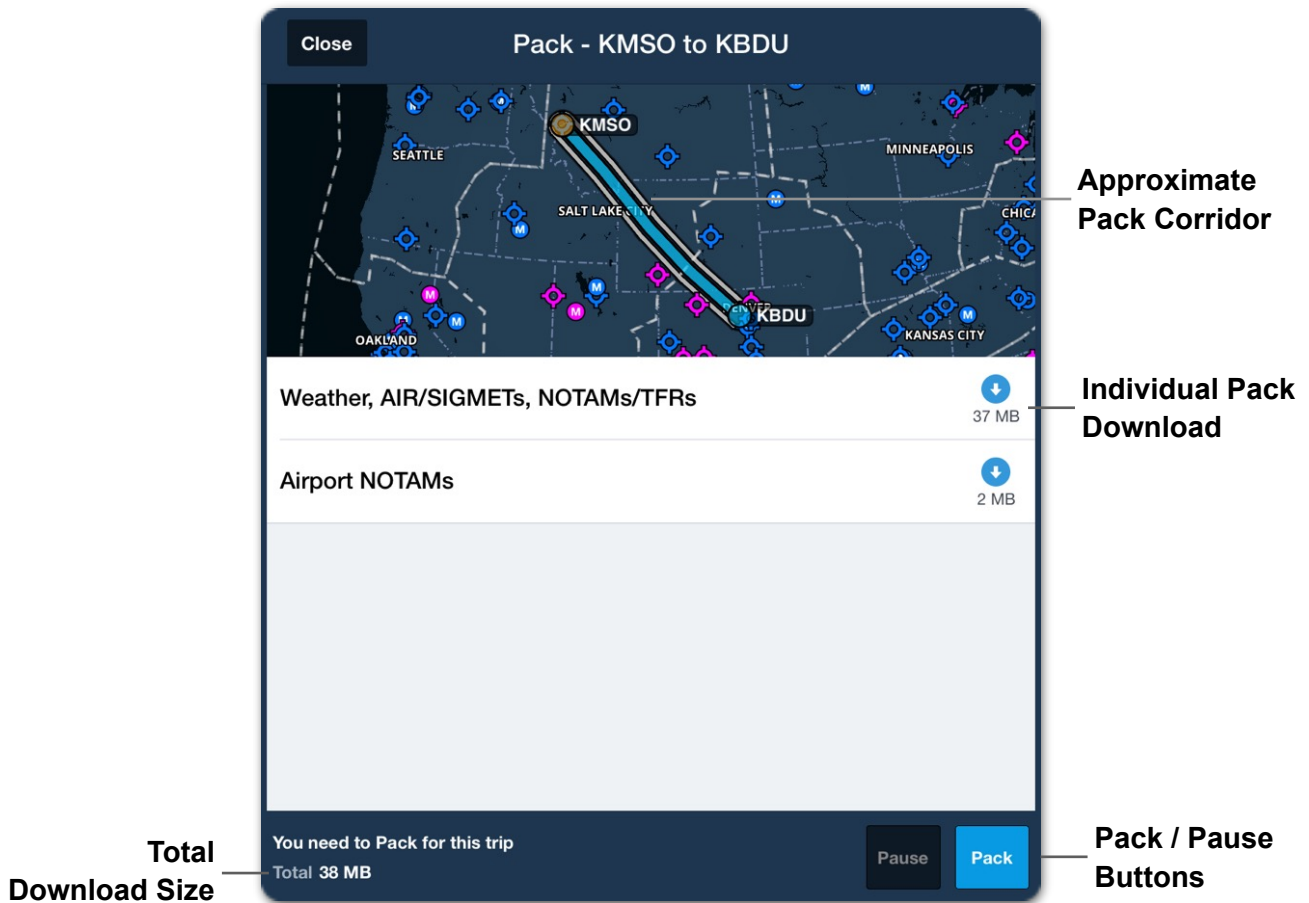 Close
Pack - KMSO to KBDU
M
M
KMSO
SEATTLE
MINNEAPOLIS
M
SALT LAKE CITY
CHICA
M
M
M
M
DENVER
KBDU
M
M
M
OAKLAND
KANSAS CITY
Approximate
Pack Corridor
Weather, AIR/SIGMETs, NOTAMs/TFRs
37 MB
Individual Pack
Download
Airport NOTAMs
2 MB
You need to Pack for this trip
Total 38 MB
Pause
Pack
Total
Download Size
Pack / Pause
Buttons